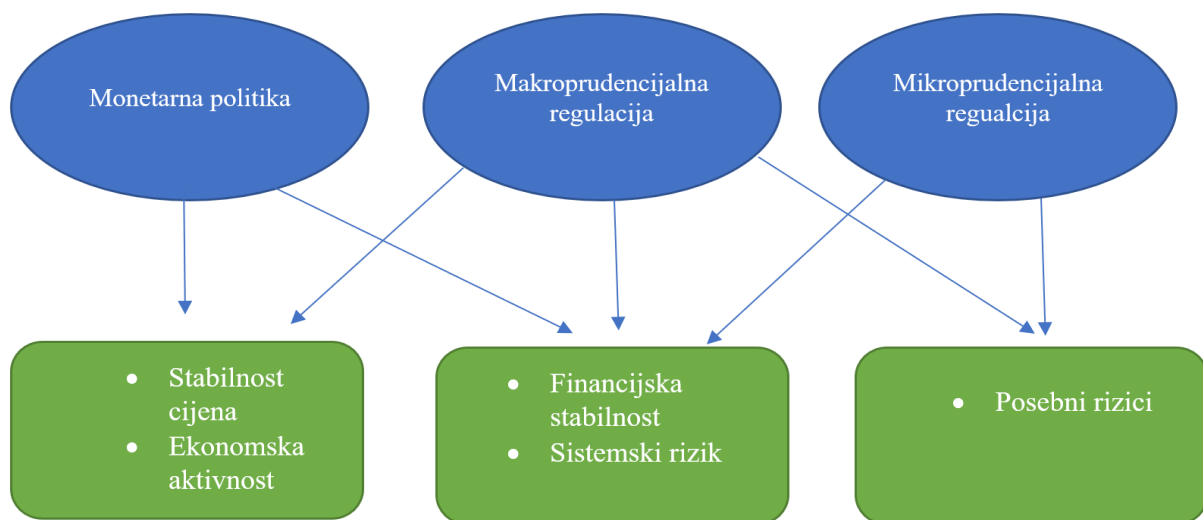 Monetarna politika
Makroprudencijalna
regulacija
Mikroprudencijalna
regualcija
• Stabilnost
cijena
• Ekonomska
aktivnost
• Financijska
stabilnost
• Sistemski rizik
• Posebni rizici